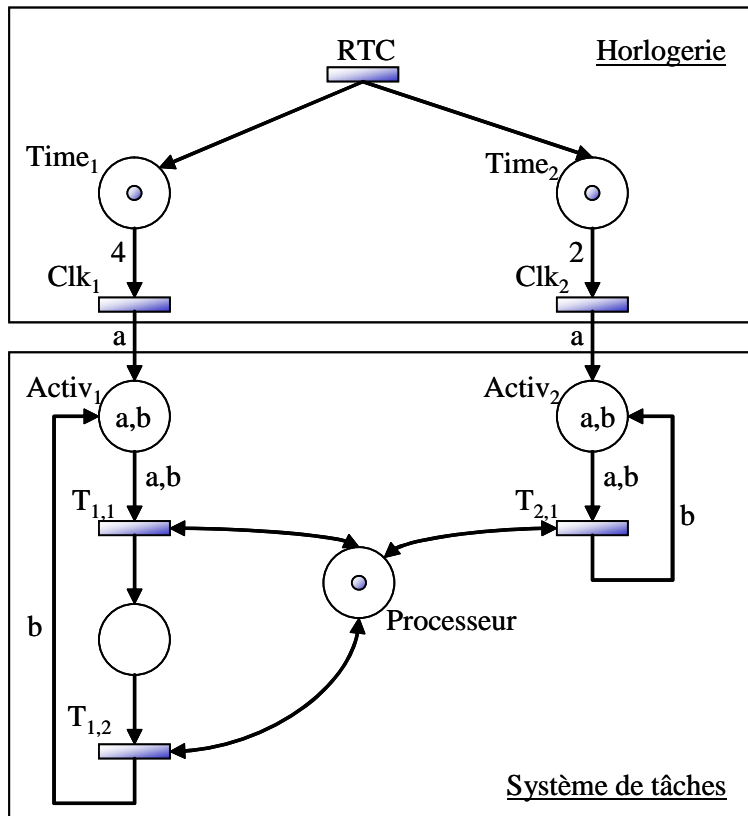 RTC
Horlogerie
Time₁
Time₂
4
2
Clk₁
Clk₂
a
a
Activ₁
Activ₂
a,b
a,b
a,b
a,b
T₁,₁
T₂,₁
b
Processeur
b
T₁,₂
Système de tâches